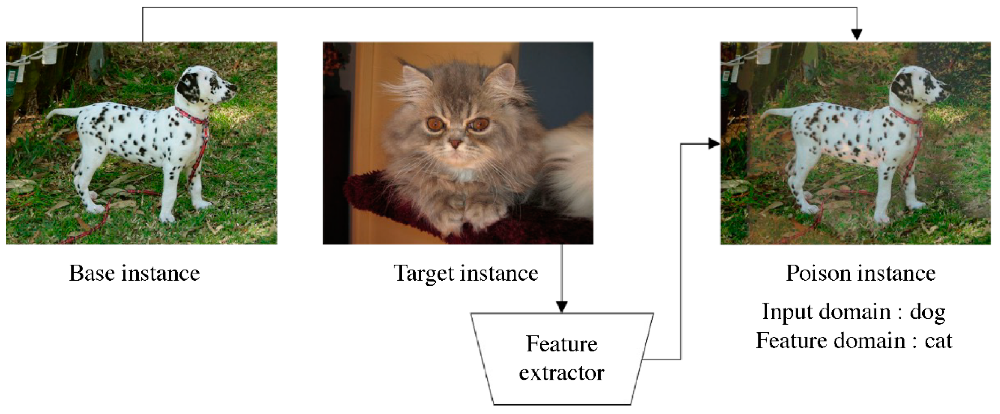 Base instance
Target instance
Poison instance
Input domain : dog
Feature domain : cat
Feature
extractor